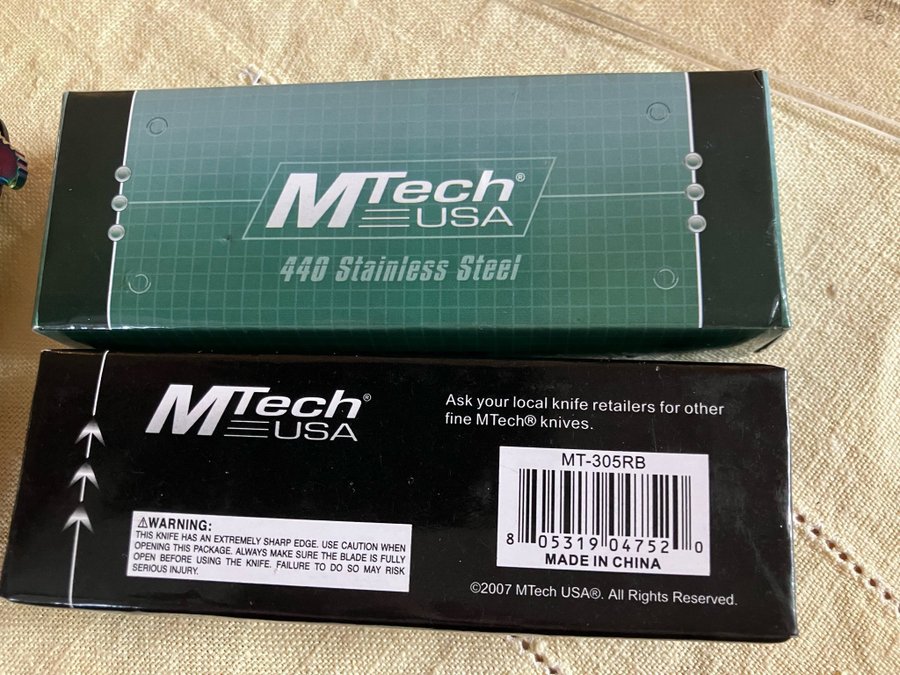 MTech®
USA
440 Stainless Steel
MTech®
USA
Ask your local knife retailers for other
fine MTech® knives.
MT-305RB
8 05319 04752 0
MADE IN CHINA
⚠WARNING:
THIS KNIFE HAS AN EXTREMELY SHARP EDGE. USE CAUTION WHEN
OPENING THIS PACKAGE. ALWAYS MAKE SURE THE BLADE IS FULLY
OPEN BEFORE USING THE KNIFE. FAILURE TO DO SO MAY RISK
SERIOUS INJURY.
©2007 MTech USA®. All Rights Reserved.